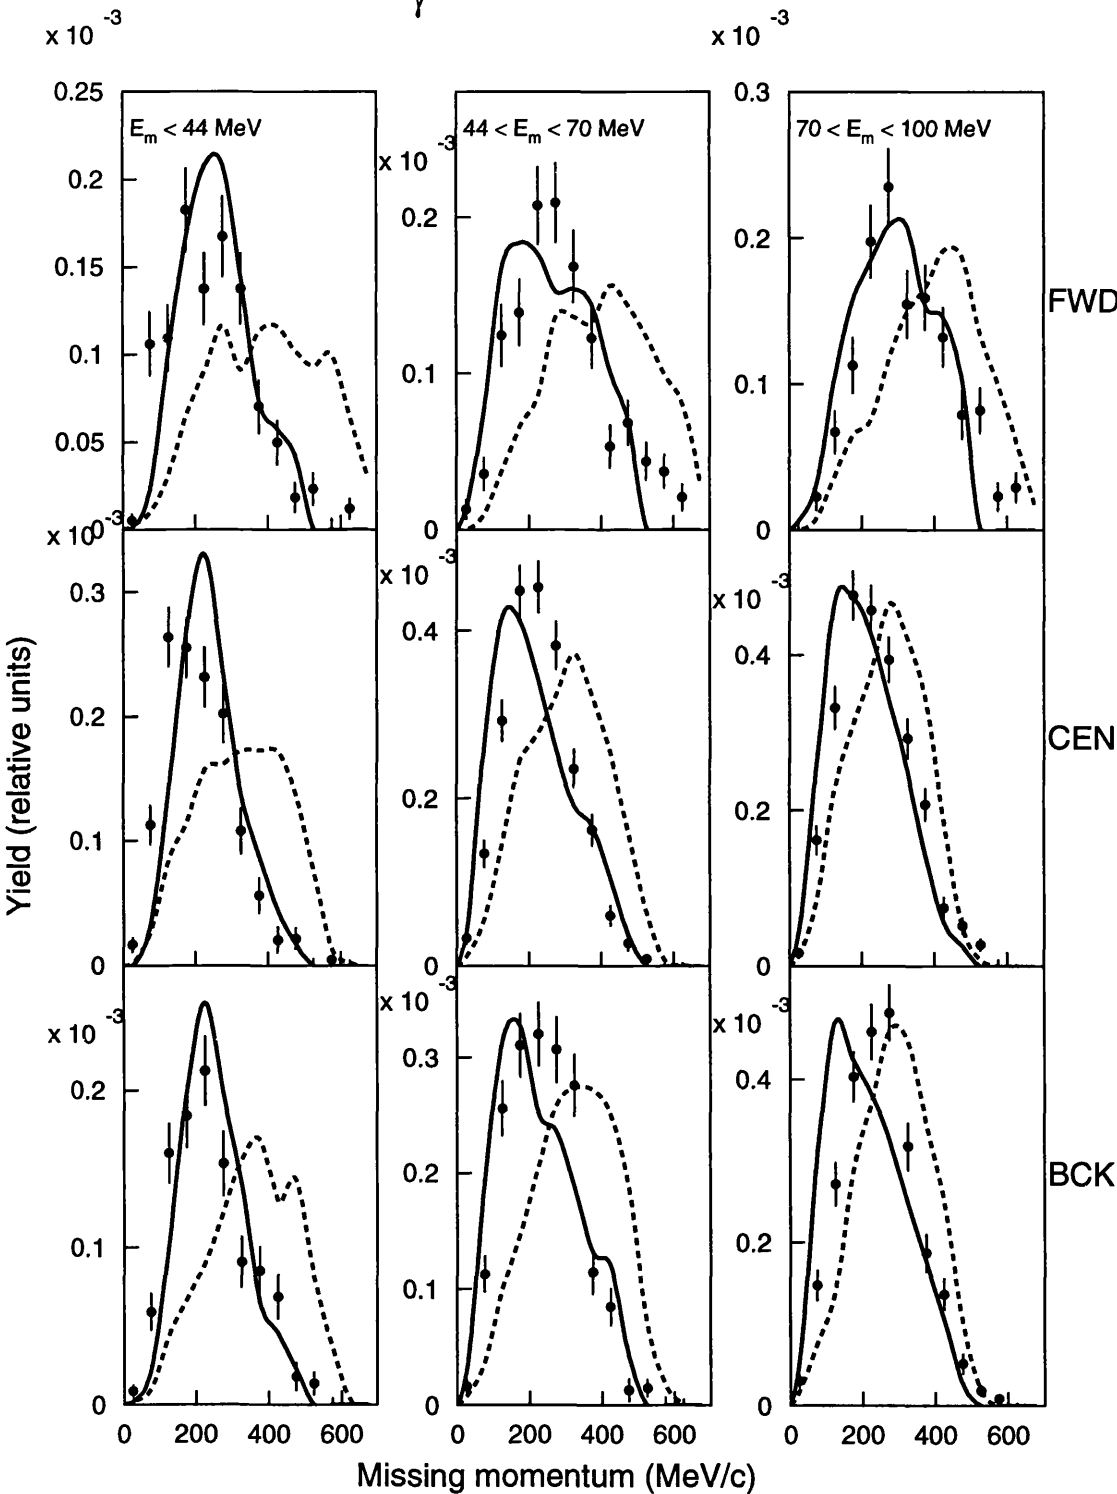 γ
x 10 -3
x 10 -3
0.25
0.2
0.15
0.1
0.05
0
E_m < 44 MeV
x 10 -3
0.2
0.1
0
44 < E_m < 70 MeV
0.3
0.2
0.1
0
70 < E_m < 100 MeV
FWD
x 10 -3
0.3
0.2
0.1
0
x 10 -3
0.4
0.2
0
x 10 -3
0.4
0.2
0
CEN
x 10 -3
0.2
0.1
0
x 10 -3
0.3
0.2
0.1
0
x 10 -3
0.4
0.2
0
BCK
0 200 400 600
0 200 400 600
0 200 400 600
Missing momentum (MeV/c)
Yield (relative units)